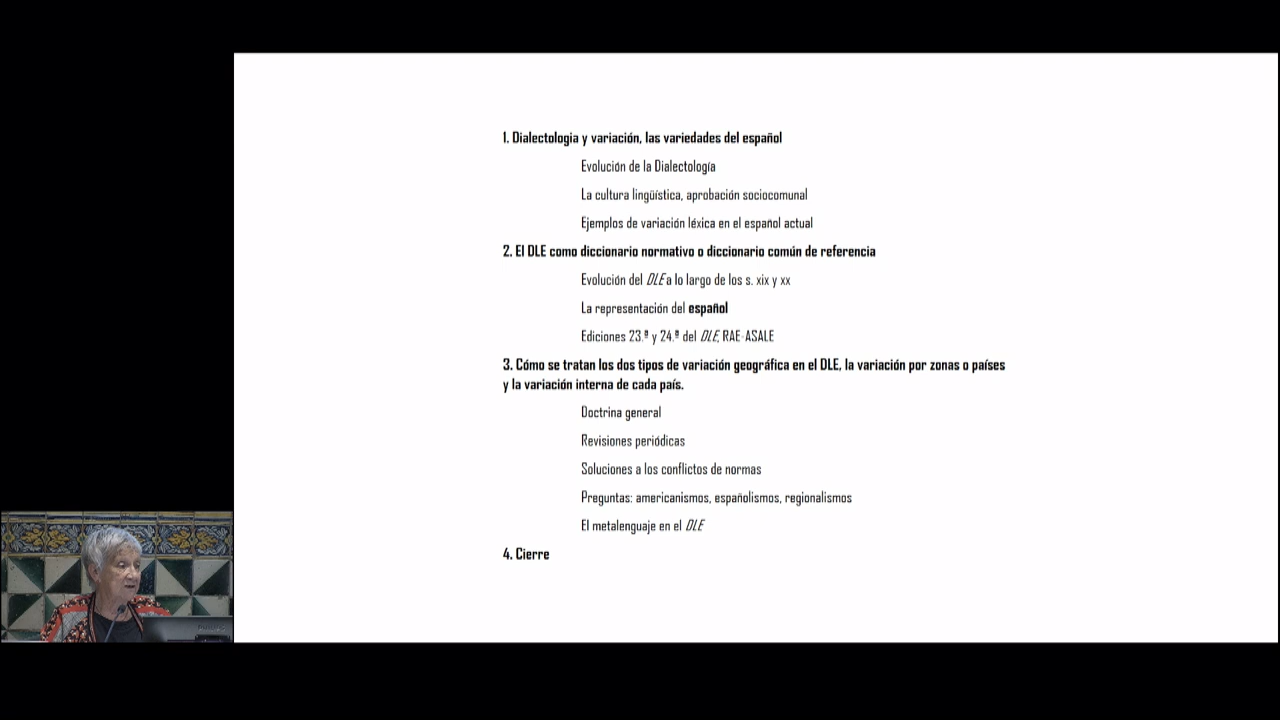 1. Dialectologia y variación, las variedades del español
Evolución de la Dialectología
La cultura lingüística, aprobación sociocomunal
Ejemplos de variación léxica en el español actual
2. El DLE como diccionario normativo o diccionario común de referencia
Evolución del DLE a lo largo de los s. xix y xx
La representación del español
Ediciones 23.ª y 24.ª del DLE, RAE-ASALE
3. Cómo se tratan los dos tipos de variación geográfica en el DLE, la variación por zonas o países
y la variación interna de cada país.
Doctrina general
Revisiones periódicas
Soluciones a los conflictos de normas
Preguntas: americanismos, españolismos, regionalismos
El metalenguaje en el DLE
4. Cierre